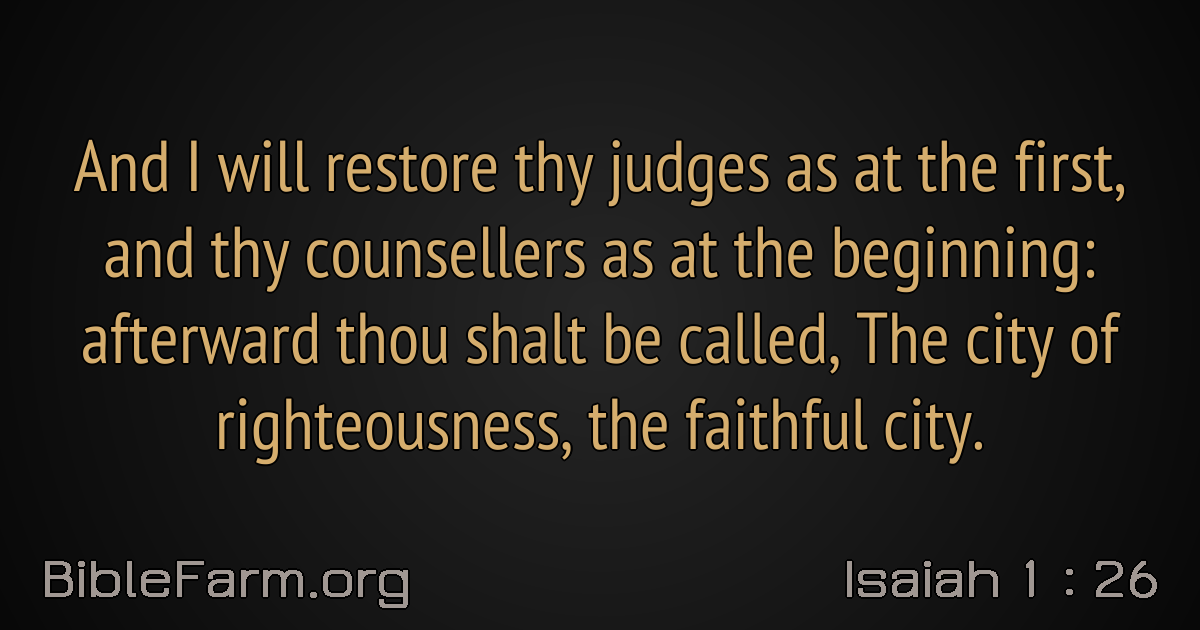 And I will restore thy judges as at the first,
and thy counsellers as at the beginning:
afterward thou shalt be called, The city of
righteousness, the faithful city.
BibleFarm.org
Isaiah 1 : 26